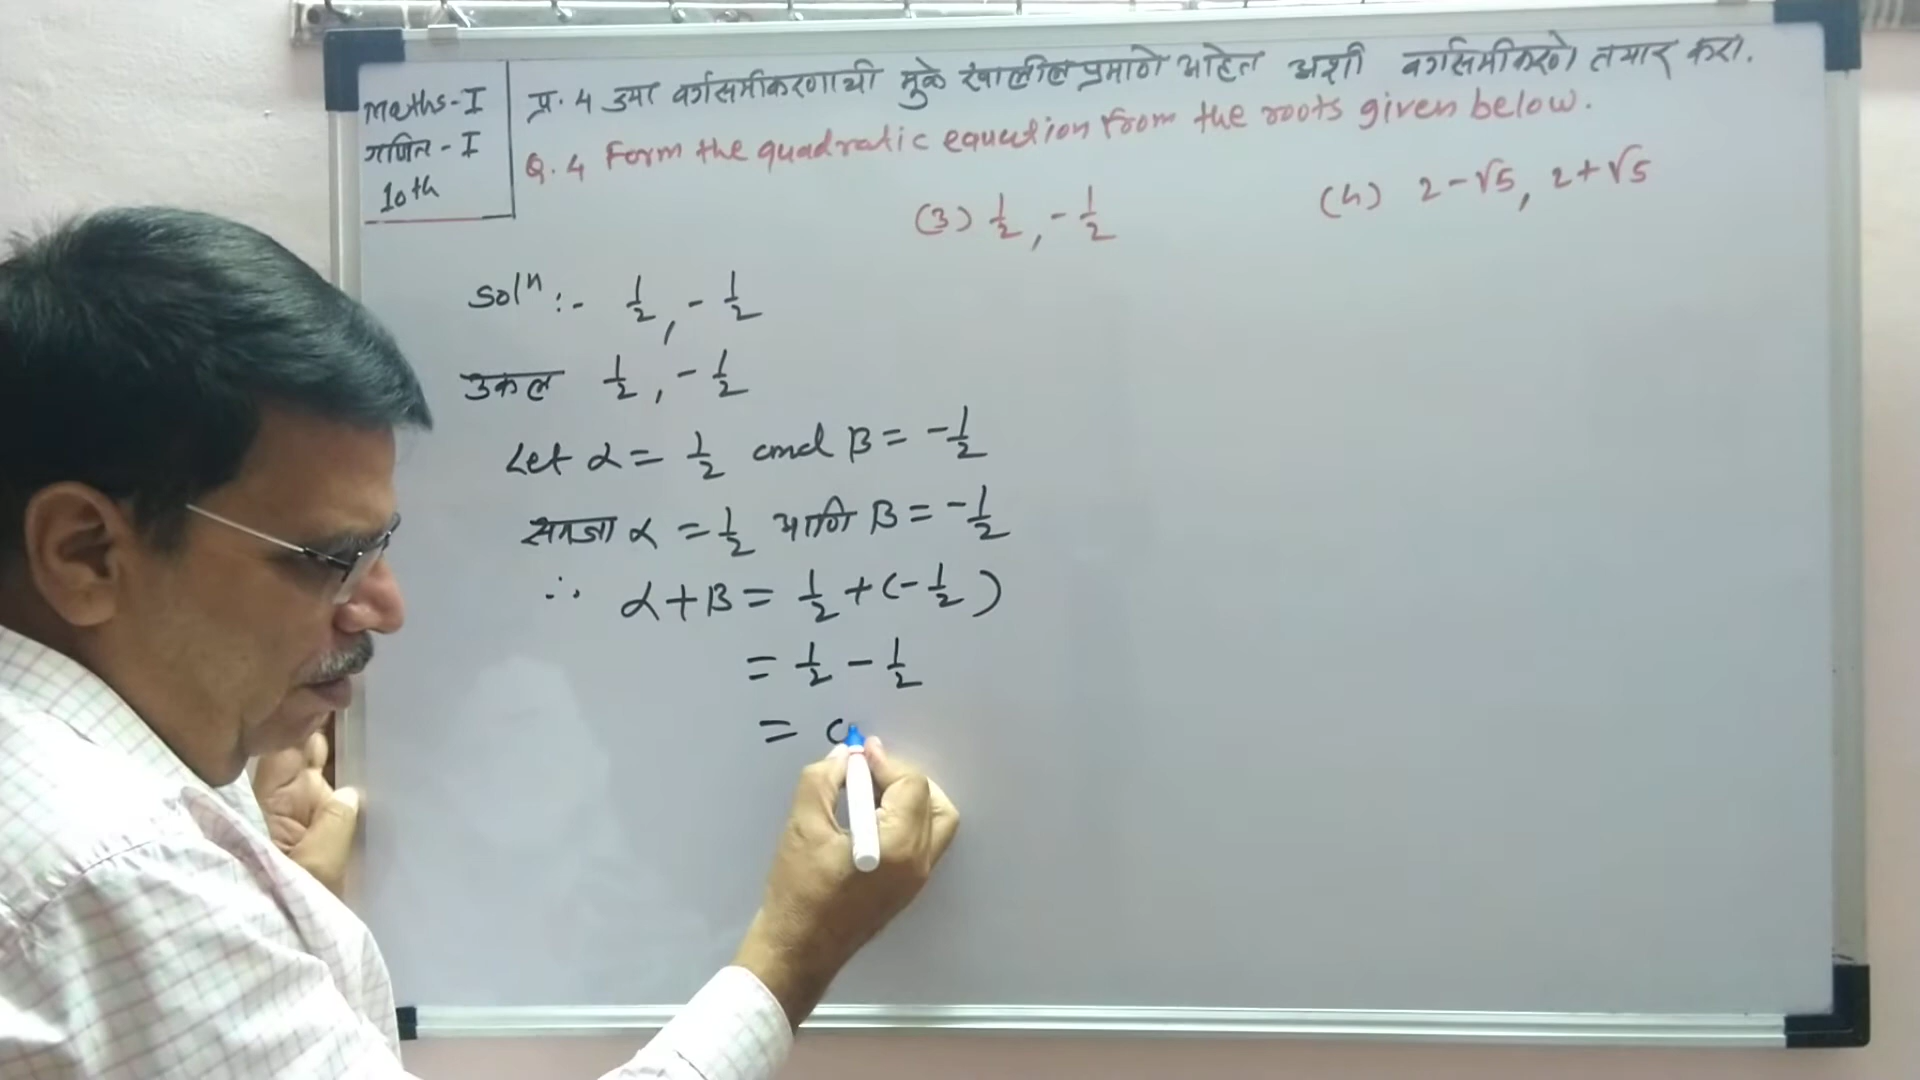 Maths-I
गणित-I
10th
प्र. 4 ज्या वर्गसमीकरणाची मुळे खालीलप्रमाणे आहेत अशी वर्गसमीकरणे तयार करा.
Q. 4 Form the quadratic equation from the roots given below.
(3) 1/2, -1/2 (4) 2-√5, 2+√5
Solⁿ :- 1/2, -1/2
उकल 1/2, -1/2
Let α = 1/2 and β = -1/2
समजा α = 1/2 आणि β = -1/2
∴ α+β = 1/2 + (-1/2)
= 1/2 - 1/2
=